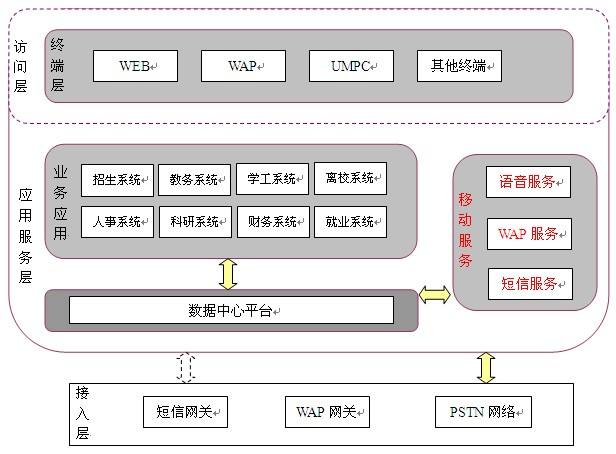 访问层
终端层
WEB
WAP
UMPC
其他终端
应用服务层
业务应用
招生系统
教务系统
学工系统
离校系统
人事系统
科研系统
财务系统
就业系统
移动服务
语音服务
WAP 服务
短信服务
数据中心平台
接入层
短信网关
WAP 网关
PSTN 网络